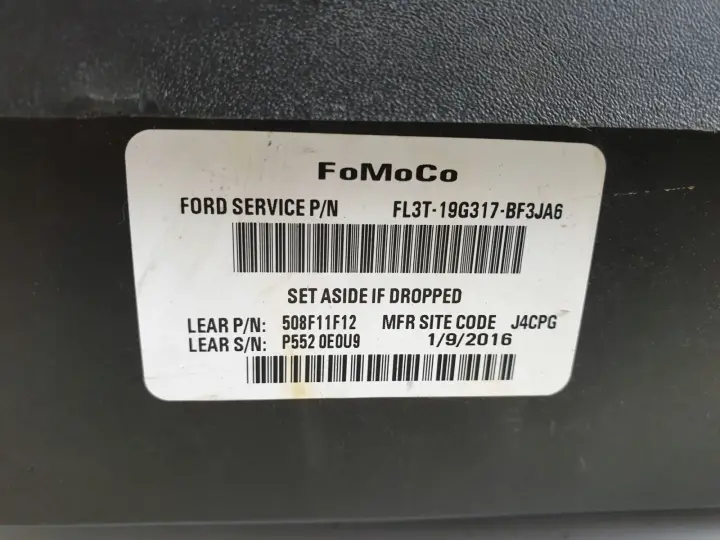 FoMoCo
FORD SERVICE P/N FL3T-19G317-BF3JA6
SET ASIDE IF DROPPED
LEAR P/N: 508F11F12 MFR SITE CODE J4CPG
LEAR S/N: P552 0E0U9 1/9/2016